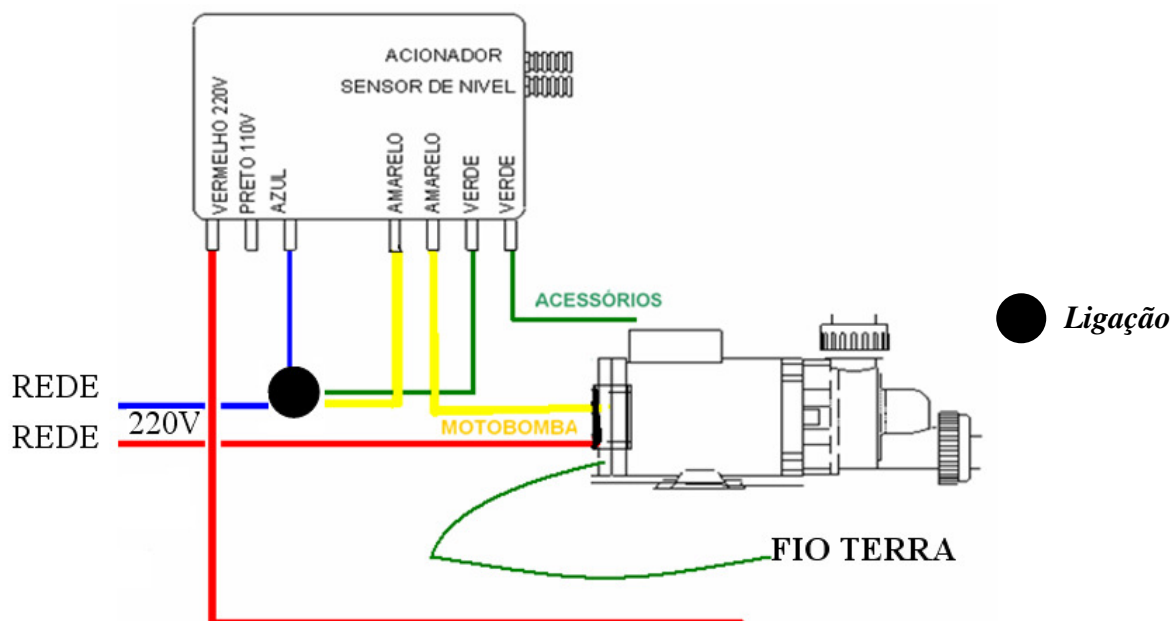 ACIONADOR
SENSOR DE NIVEL
VERMELHO 220V
PRETO 110V
AZUL
AMARELO
AMARELO
VERDE
VERDE
ACESSÓRIOS
Ligação
REDE
220V
REDE
MOTOBOMBA
FIO TERRA